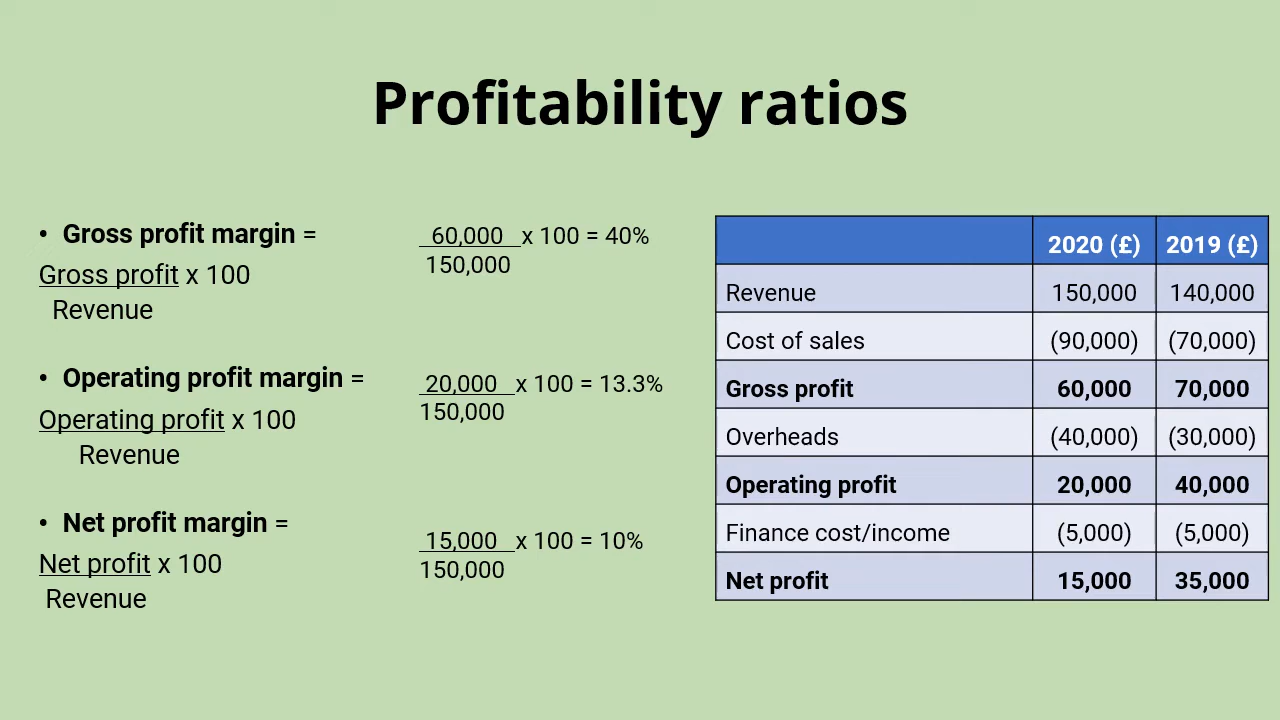 Profitability ratios
• Gross profit margin =
Gross profit x 100
Revenue
60,000 x 100 = 40%
150,000
• Operating profit margin =
Operating profit x 100
Revenue
20,000 x 100 = 13.3%
150,000
• Net profit margin =
Net profit x 100
Revenue
15,000 x 100 = 10%
150,000
2020 (£) 2019 (£)
Revenue 150,000 140,000
Cost of sales (90,000) (70,000)
Gross profit 60,000 70,000
Overheads (40,000) (30,000)
Operating profit 20,000 40,000
Finance cost/income (5,000) (5,000)
Net profit 15,000 35,000